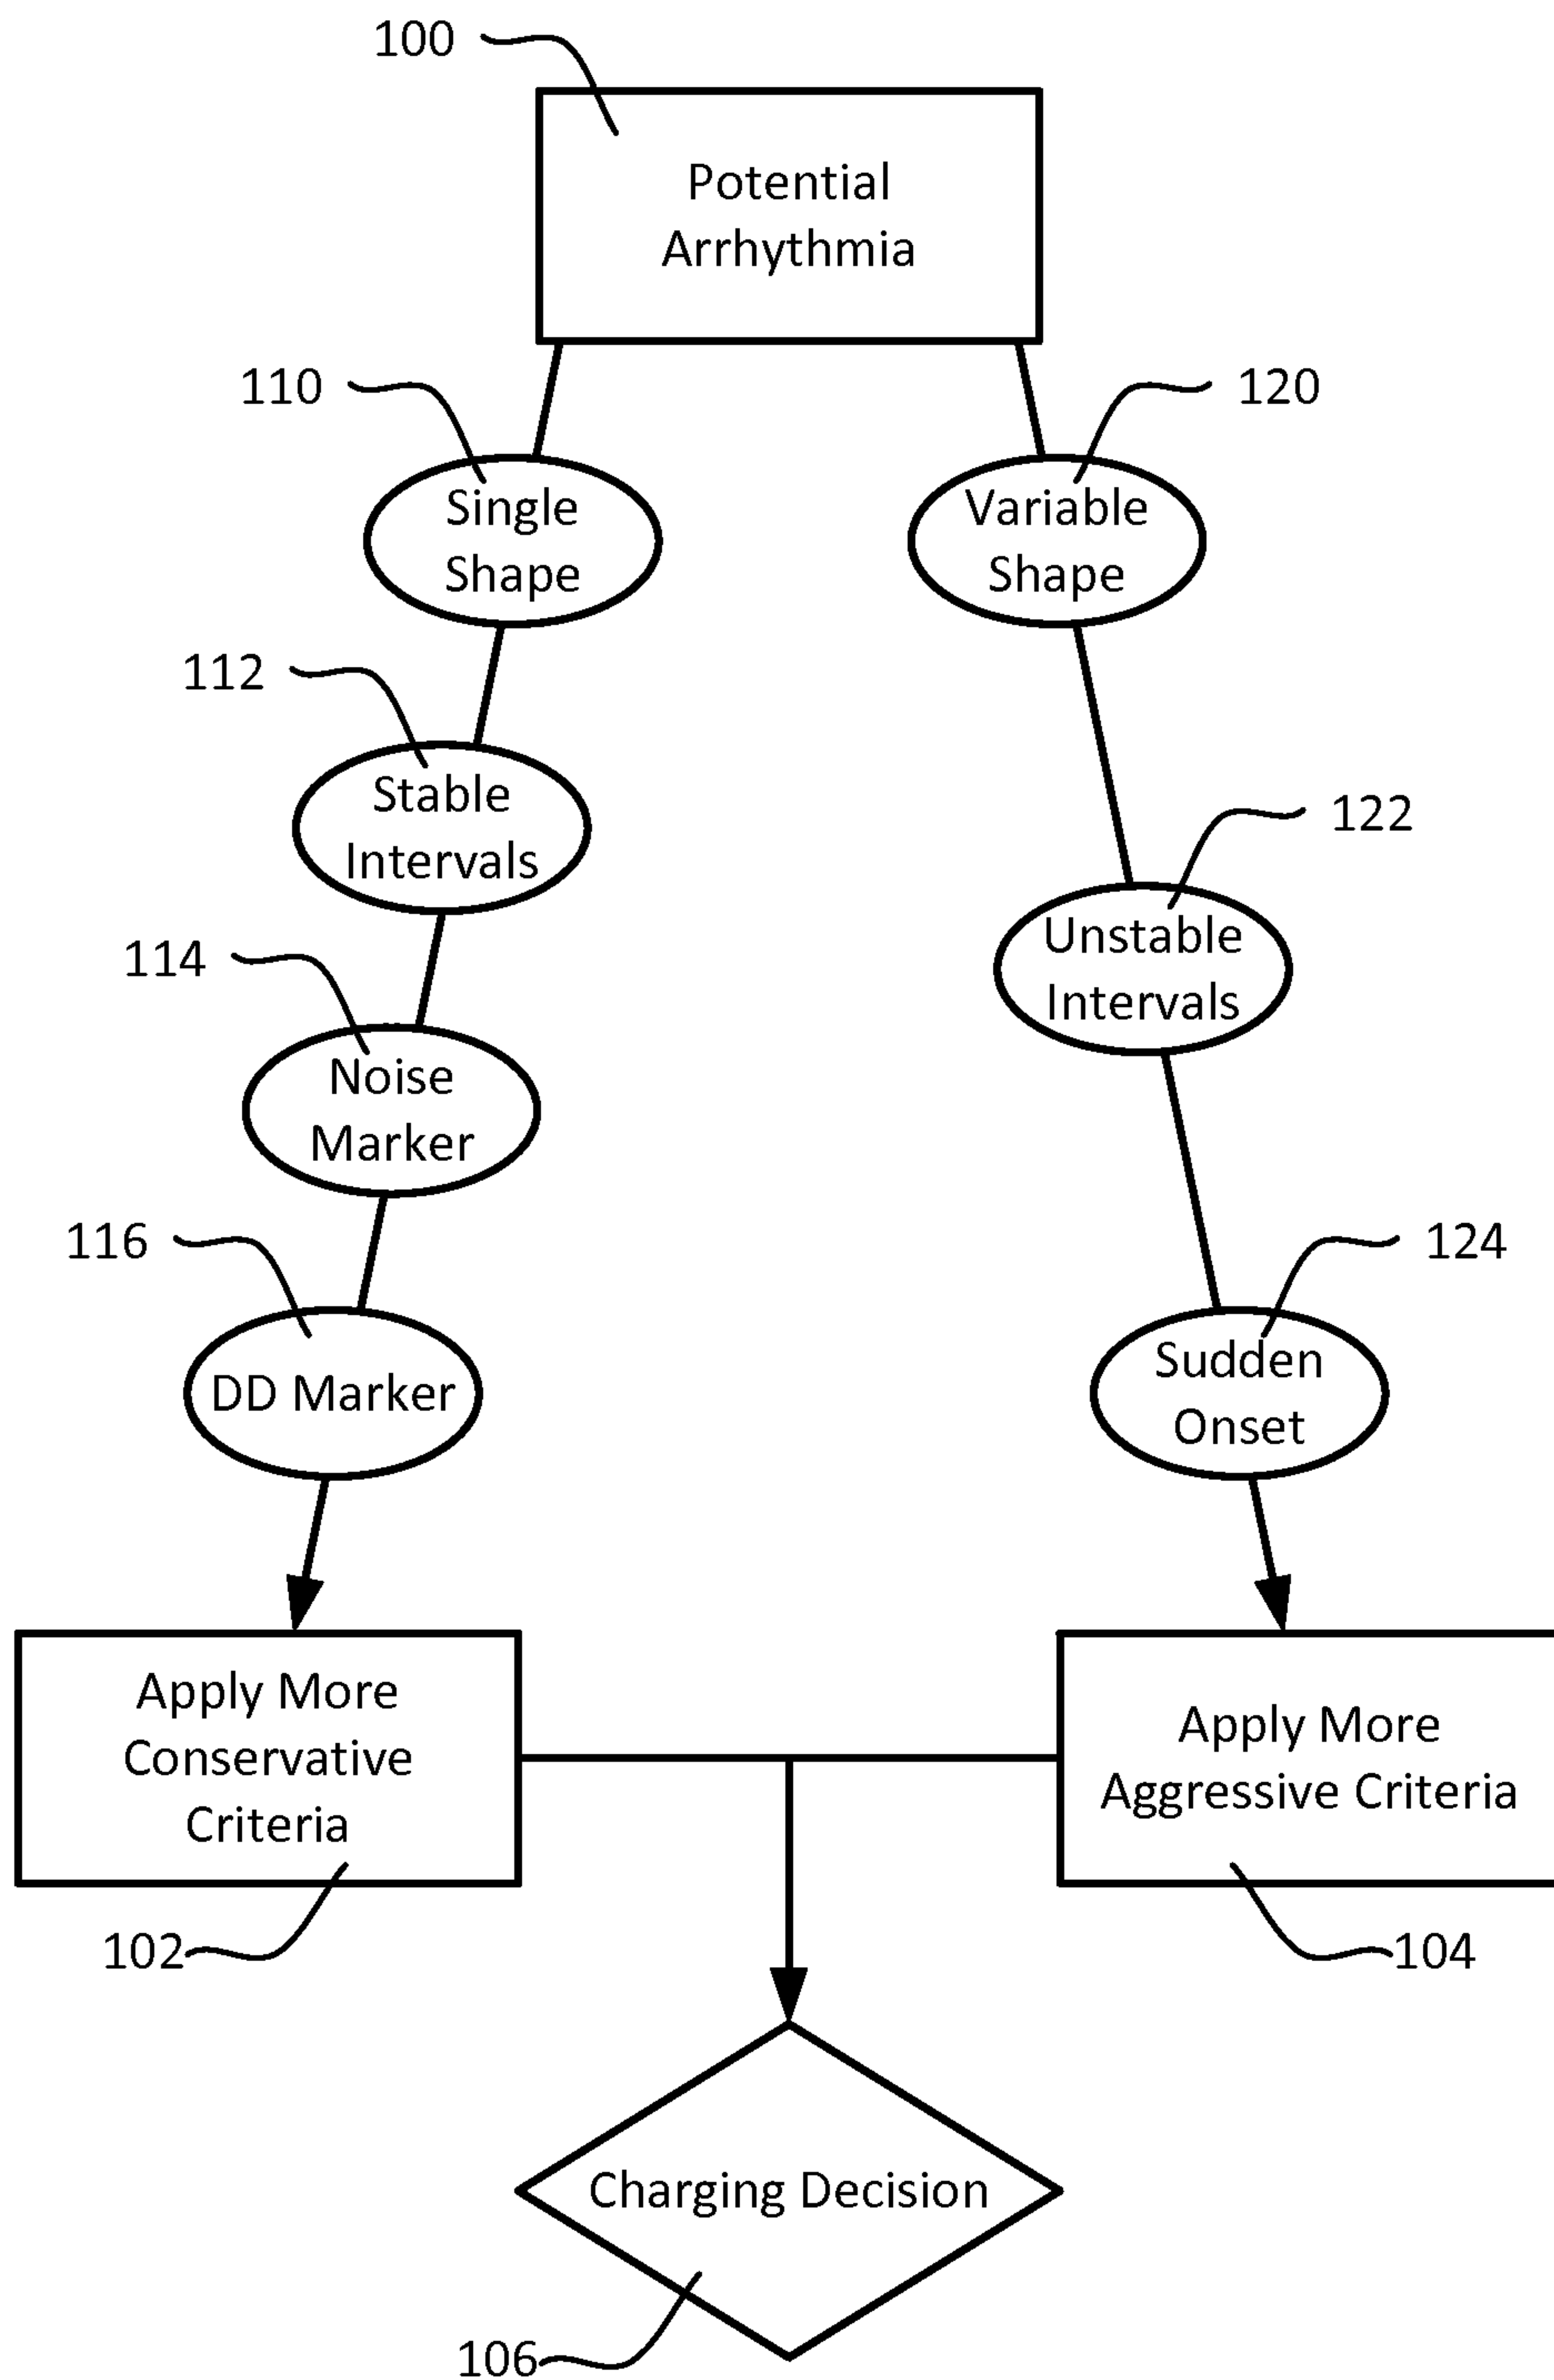 100
Potential
Arrhythmia
110
120
Single
Shape
Variable
Shape
112
Stable
Intervals
122
Unstable
Intervals
114
Noise
Marker
116
124
DD Marker
Sudden
Onset
Apply More
Conservative
Criteria
Apply More
Aggressive Criteria
102
104
Charging Decision
106